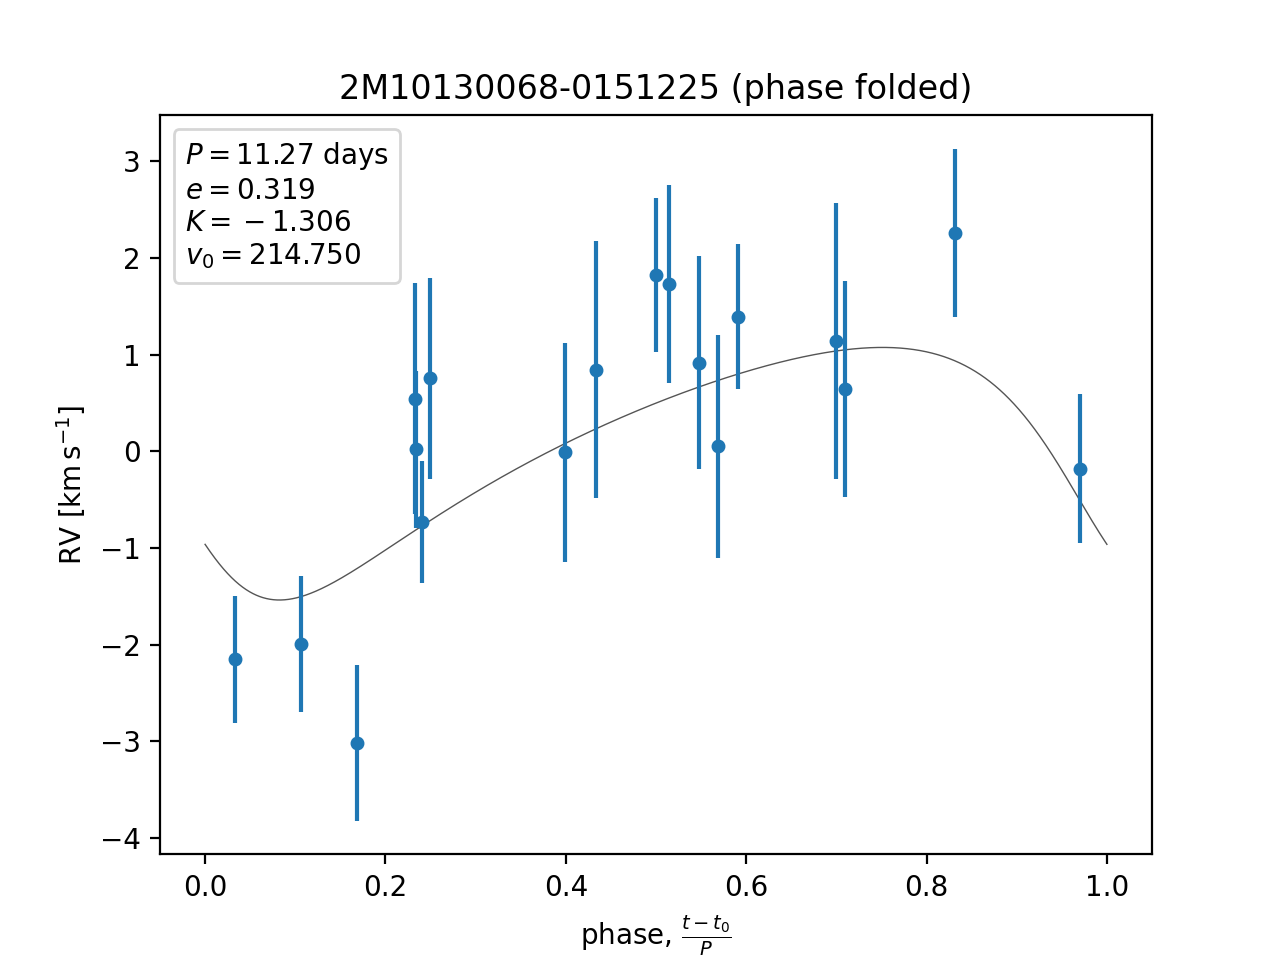 2M10130068-0151225 (phase folded)
P = 11.27 days
e = 0.319
K = −1.306
v₀ = 214.750
3
2
1
0
−1
−2
−3
−4
RV [km s⁻¹]
0.0 0.2 0.4 0.6 0.8 1.0
phase, (t − t₀)/P